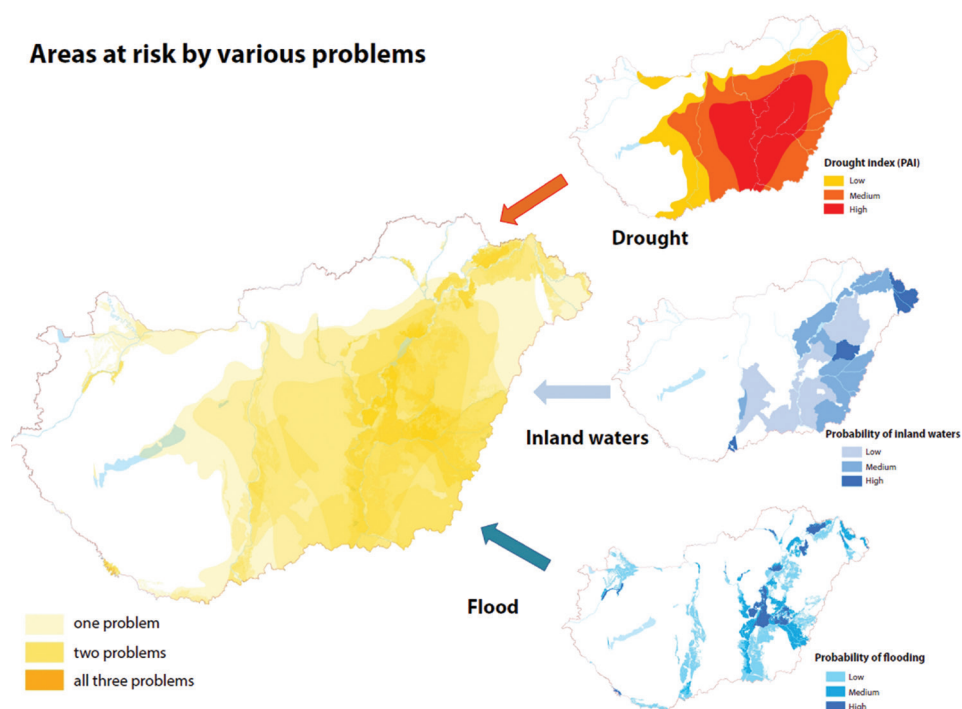 Areas at risk by various problems
Drought index (PAI)
Low
Medium
High
Drought
Inland waters
Probability of inland waters
Low
Medium
High
Flood
one problem
two problems
all three problems
Probability of flooding
Low
Medium
High